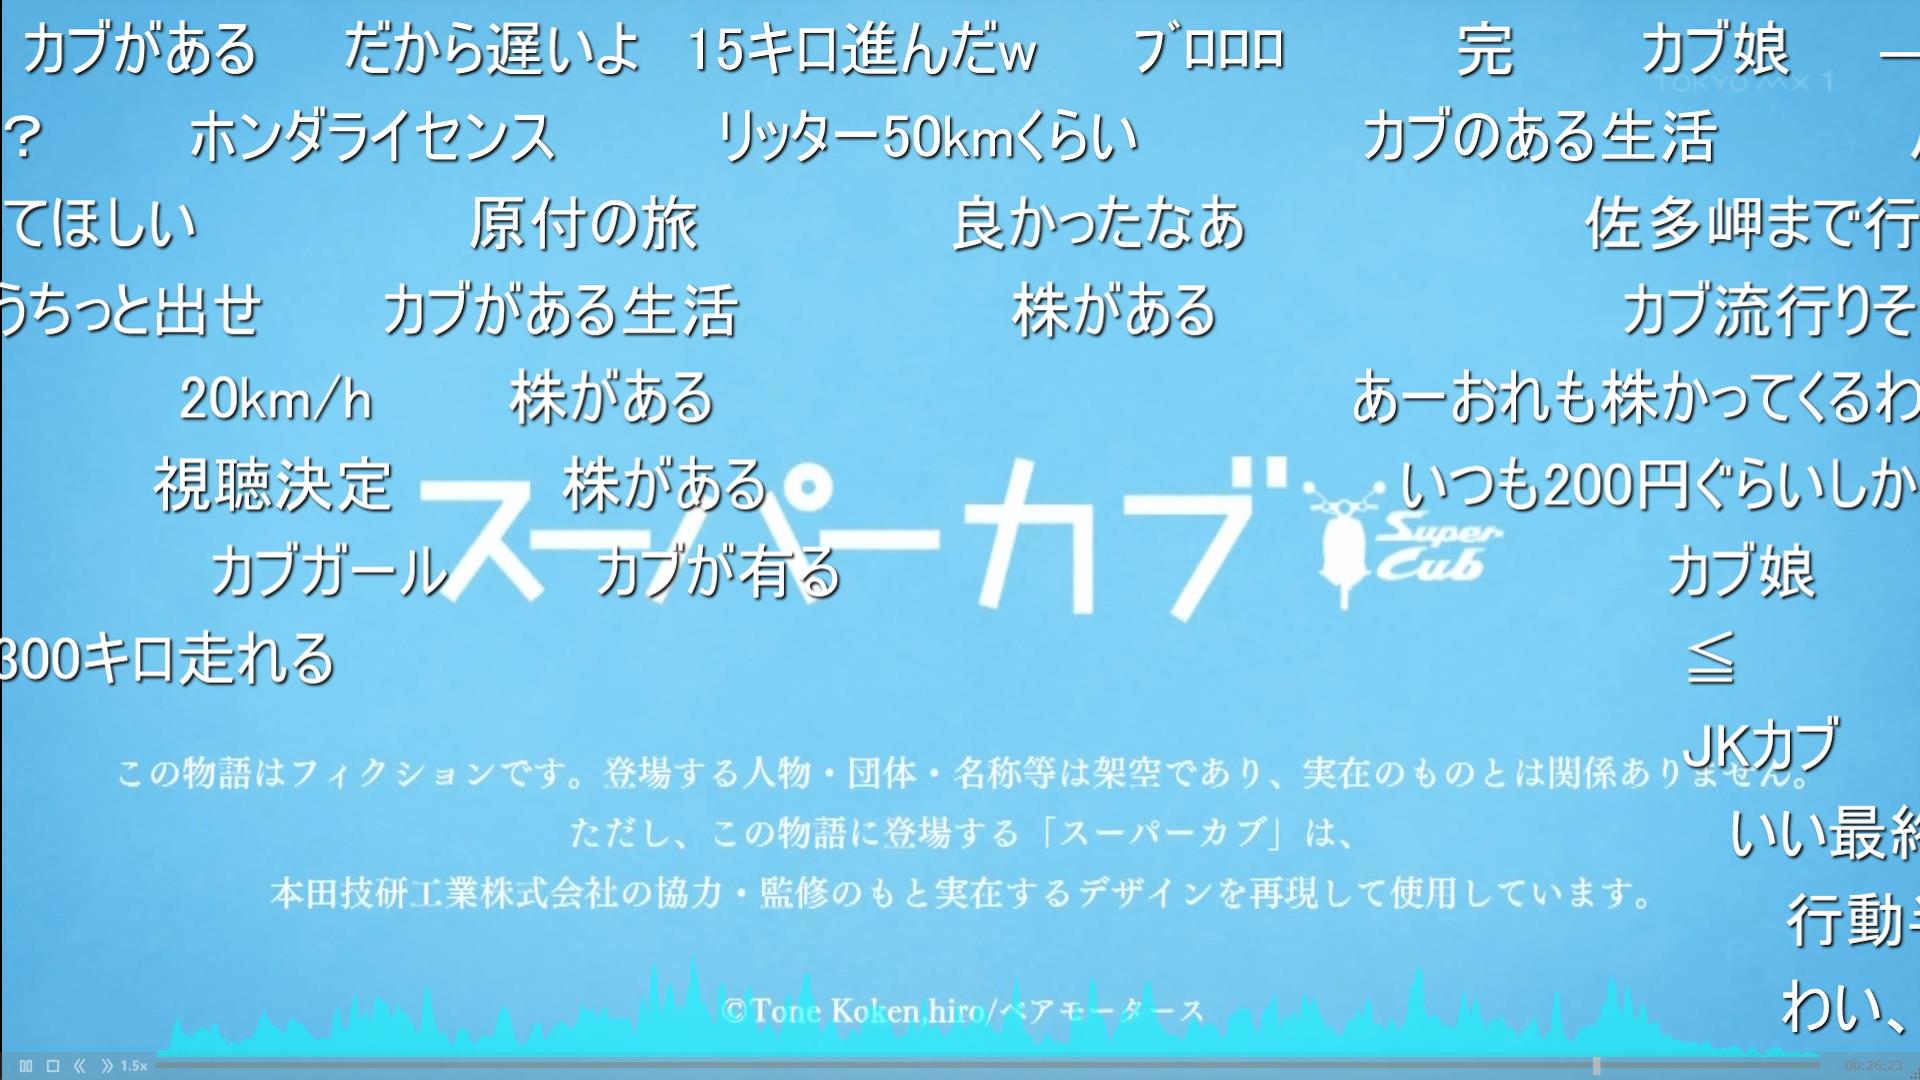 カブがある だから遅いよ 15キロ進んだw ﾌﾞﾛﾛﾛﾛ 完 カブ娘 ―
TOKYO MX 1
? ホンダライセンス リッター50kmくらい カブのある生活
てほしい 原付の旅 良かったなあ 佐多岬まで行
うちっと出せ カブがある生活 株がある カブ流行りそ
20km/h 株がある あーおれも株かってくるわ
視聴決定 株がある いつも200円ぐらいしか
スーパーカブ Super Cub
カブガール カブが有る カブ娘
300キロ走れる ≦
JKカブ
この物語はフィクションです。登場する人物・団体・名称等は架空であり、実在のものとは関係ありません。
ただし、この物語に登場する「スーパーカブ」は、
いい最終
本田技研工業株式会社の協力・監修のもと実在するデザインを再現して使用しています。
行動
©Tone Koken,hiro/ベアモータース
わい、
1.5x 00:26:23